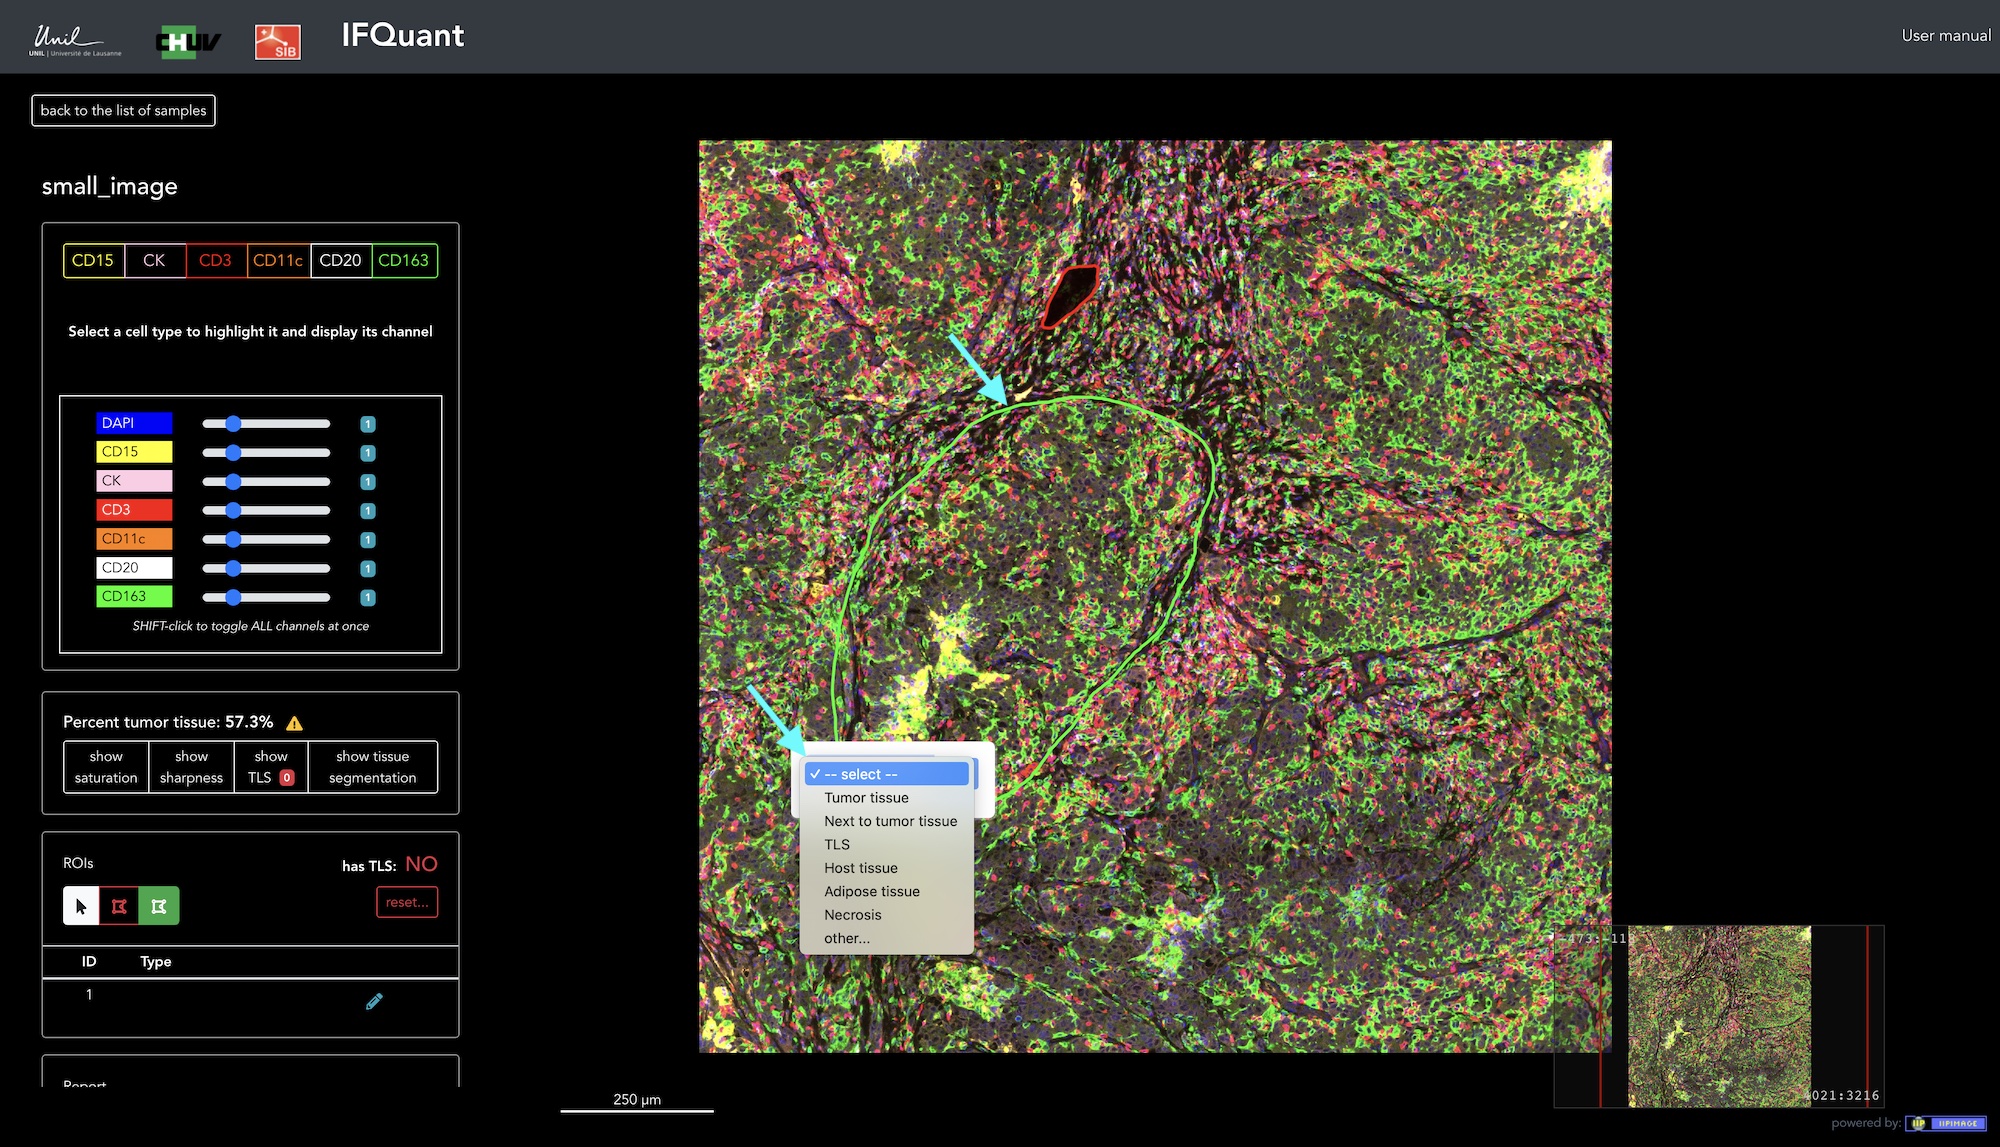 Unil
UNIL | Université de Lausanne
CHUV
SIB
IFQuant
User manual
back to the list of samples
small_image
CD15 CK CD3 CD11c CD20 CD163
Select a cell type to highlight it and display its channel
DAPI 1
CD15 1
CK 1
CD3 1
CD11c 1
CD20 1
CD163 1
SHIFT-click to toggle ALL channels at once
Percent tumor tissue: 57.3%
show saturation
show sharpness
show TLS 0
show tissue segmentation
ROIs
has TLS: NO
reset...
ID Type
1
Report
✓ -- select --
Tumor tissue
Next to tumor tissue
TLS
Host tissue
Adipose tissue
Necrosis
other...
250 µm
021:3216
powered by: IIPIMAGE